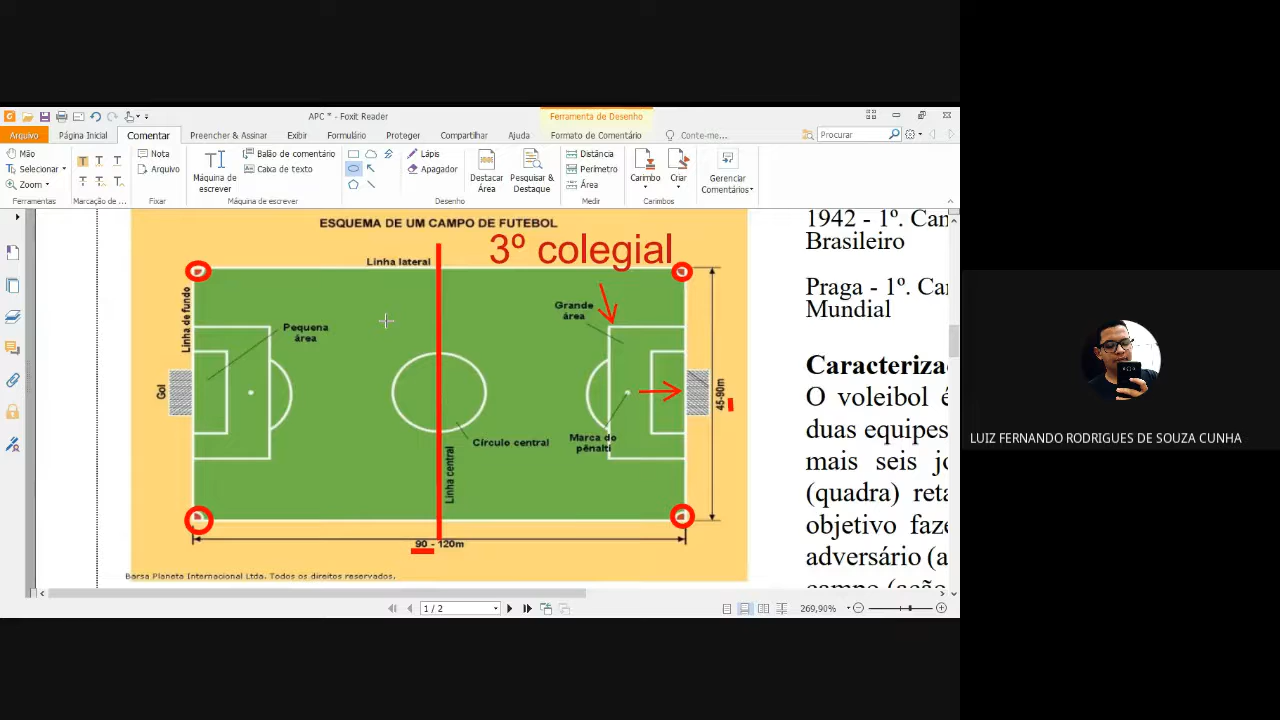 APC * - Foxit Reader
Ferramenta de Desenho
Arquivo
Página Inicial
Comentar
Preencher & Assinar
Exibir
Formulário
Proteger
Compartilhar
Ajuda
Formato de Comentário
Conte-me...
Procurar
Mão
Selecionar
Zoom
Ferramentas
Marcação de ...
Nota
Arquivo
Fixar
Máquina de
escrever
Balão de comentário
Caixa de texto
Máquina de escrever
Lápis
Apagador
Desenho
Destacar
Área
Pesquisar &
Destaque
Distância
Perímetro
Área
Medir
Carimbo
Criar
Carimbos
Gerenciar
Comentários
ESQUEMA DE UM CAMPO DE FUTEBOL
3º colegial
Linha lateral
Linha de fundo
Pequena
área
Grande
área
Gol
45-90m
Círculo central
Marca do
pênalti
Linha central
90 - 120m
Barsa Planeta Internacional Ltda. Todos os direitos reservados.
1942 - 1º. Can
Brasileiro
Praga - 1º. Can
Mundial
Caracteriza
O voleibol é
duas equipes
mais seis jo
(quadra) reta
objetivo faze
adversário (a
campo (ação
1 / 2
269,90%
LUIZ FERNANDO RODRIGUES DE SOUZA CUNHA